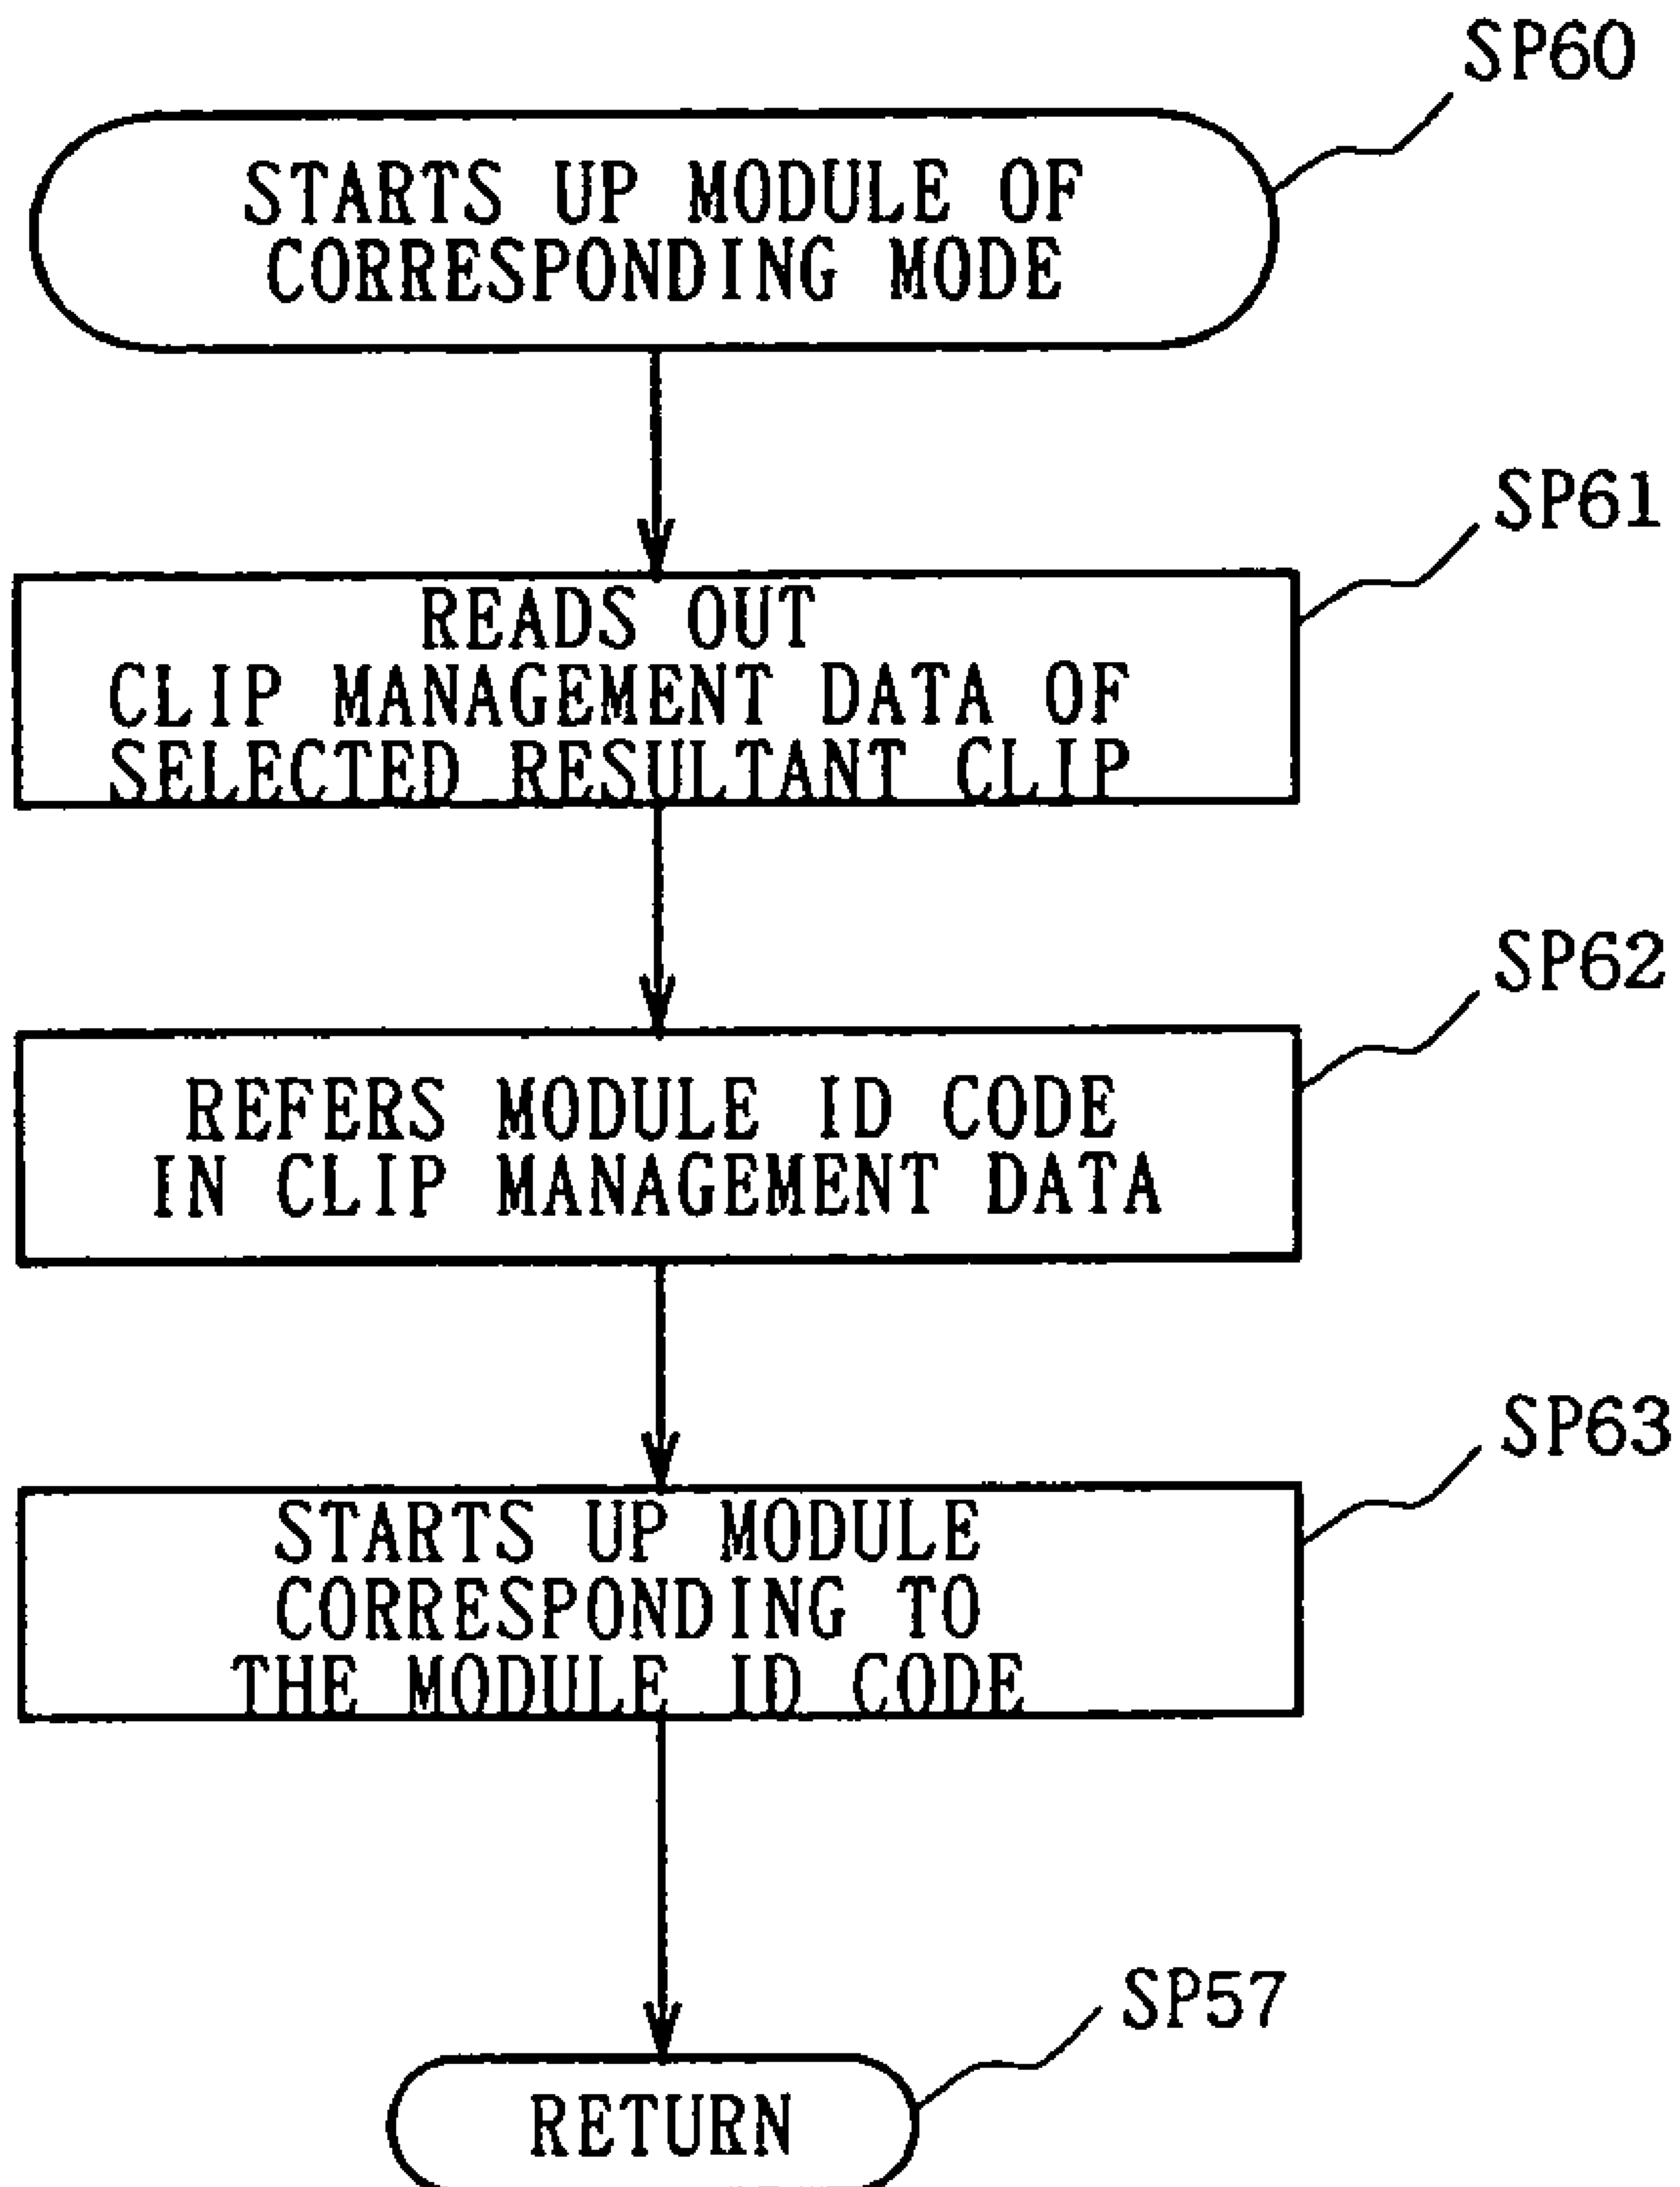 SP60
STARTS UP MODULE OF
CORRESPONDING MODE
SP61
READS OUT
CLIP MANAGEMENT DATA OF
SELECTED RESULTANT CLIP
SP62
REFERS MODULE ID CODE
IN CLIP MANAGEMENT DATA
SP63
STARTS UP MODULE
CORRESPONDING TO
THE MODULE ID CODE
SP57
RETURN